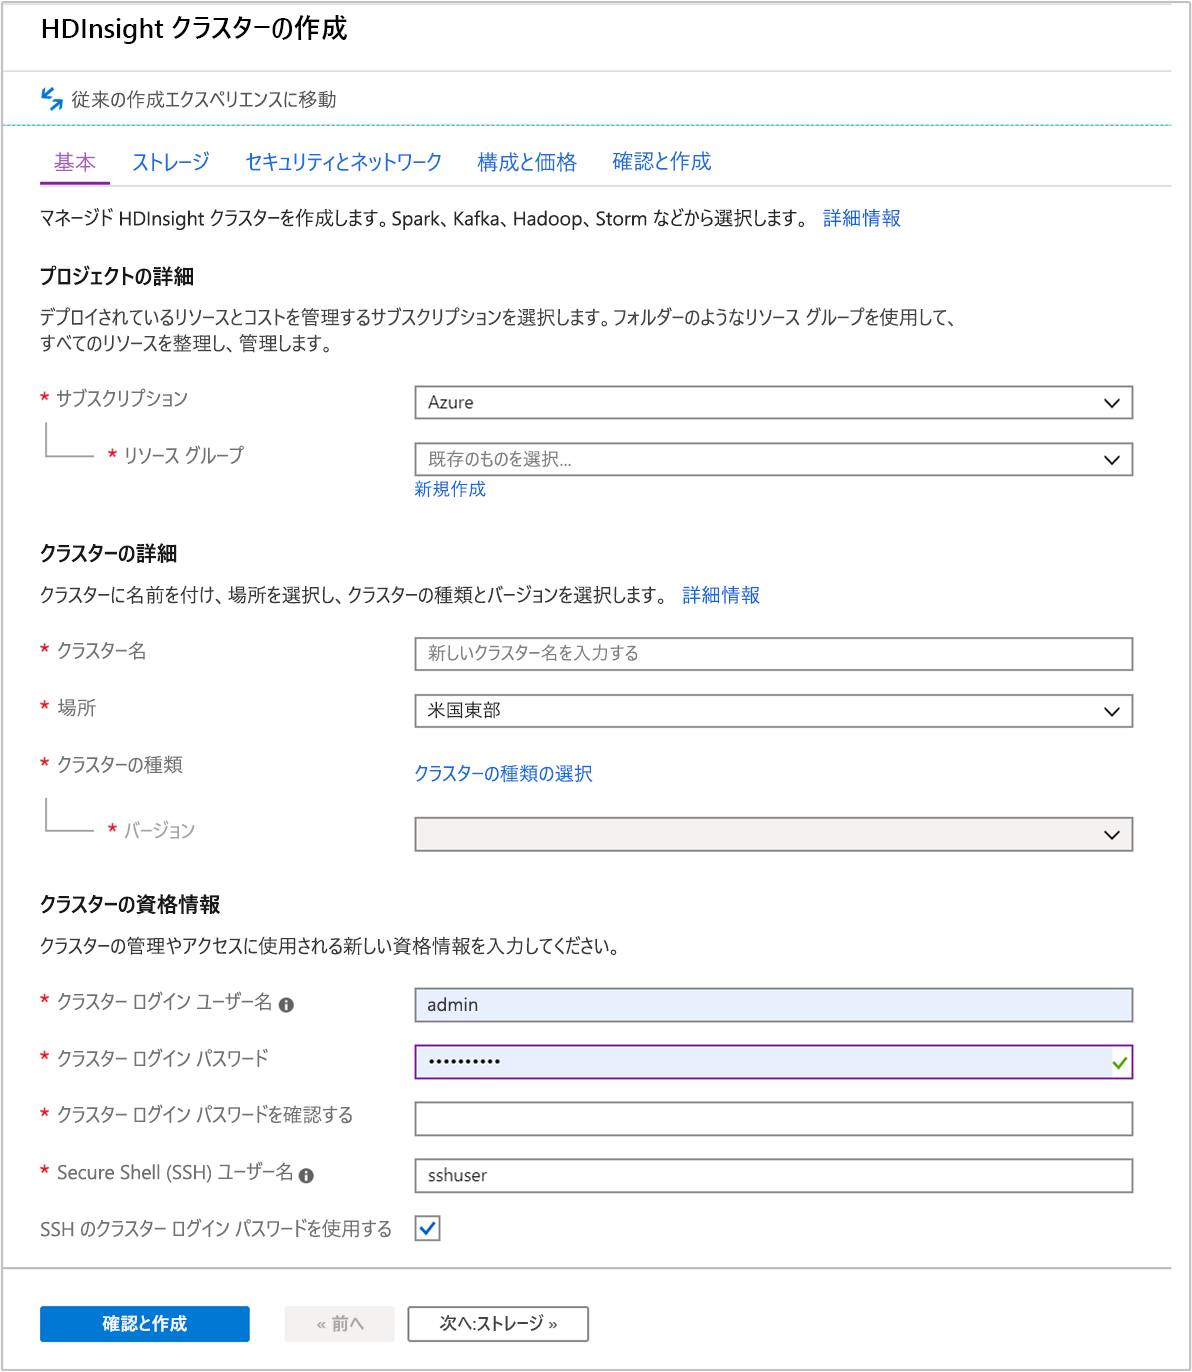 HDInsight クラスターの作成
従来の作成エクスペリエンスに移動
基本 ストレージ セキュリティとネットワーク 構成と価格 確認と作成
マネージド HDInsight クラスターを作成します。Spark、Kafka、Hadoop、Storm などから選択します。 詳細情報
プロジェクトの詳細
デプロイされているリソースとコストを管理するサブスクリプションを選択します。フォルダーのようなリソース グループを使用して、
すべてのリソースを整理し、管理します。
* サブスクリプション Azure
* リソース グループ 既存のものを選択...
新規作成
クラスターの詳細
クラスターに名前を付け、場所を選択し、クラスターの種類とバージョンを選択します。 詳細情報
* クラスター名 新しいクラスター名を入力する
* 場所 米国東部
* クラスターの種類 クラスターの種類の選択
* バージョン
クラスターの資格情報
クラスターの管理やアクセスに使用される新しい資格情報を入力してください。
* クラスター ログイン ユーザー名 admin
* クラスター ログイン パスワード ••••••••••
* クラスター ログイン パスワードを確認する
* Secure Shell (SSH) ユーザー名 sshuser
SSH のクラスター ログイン パスワードを使用する
確認と作成 « 前へ 次へ:ストレージ »